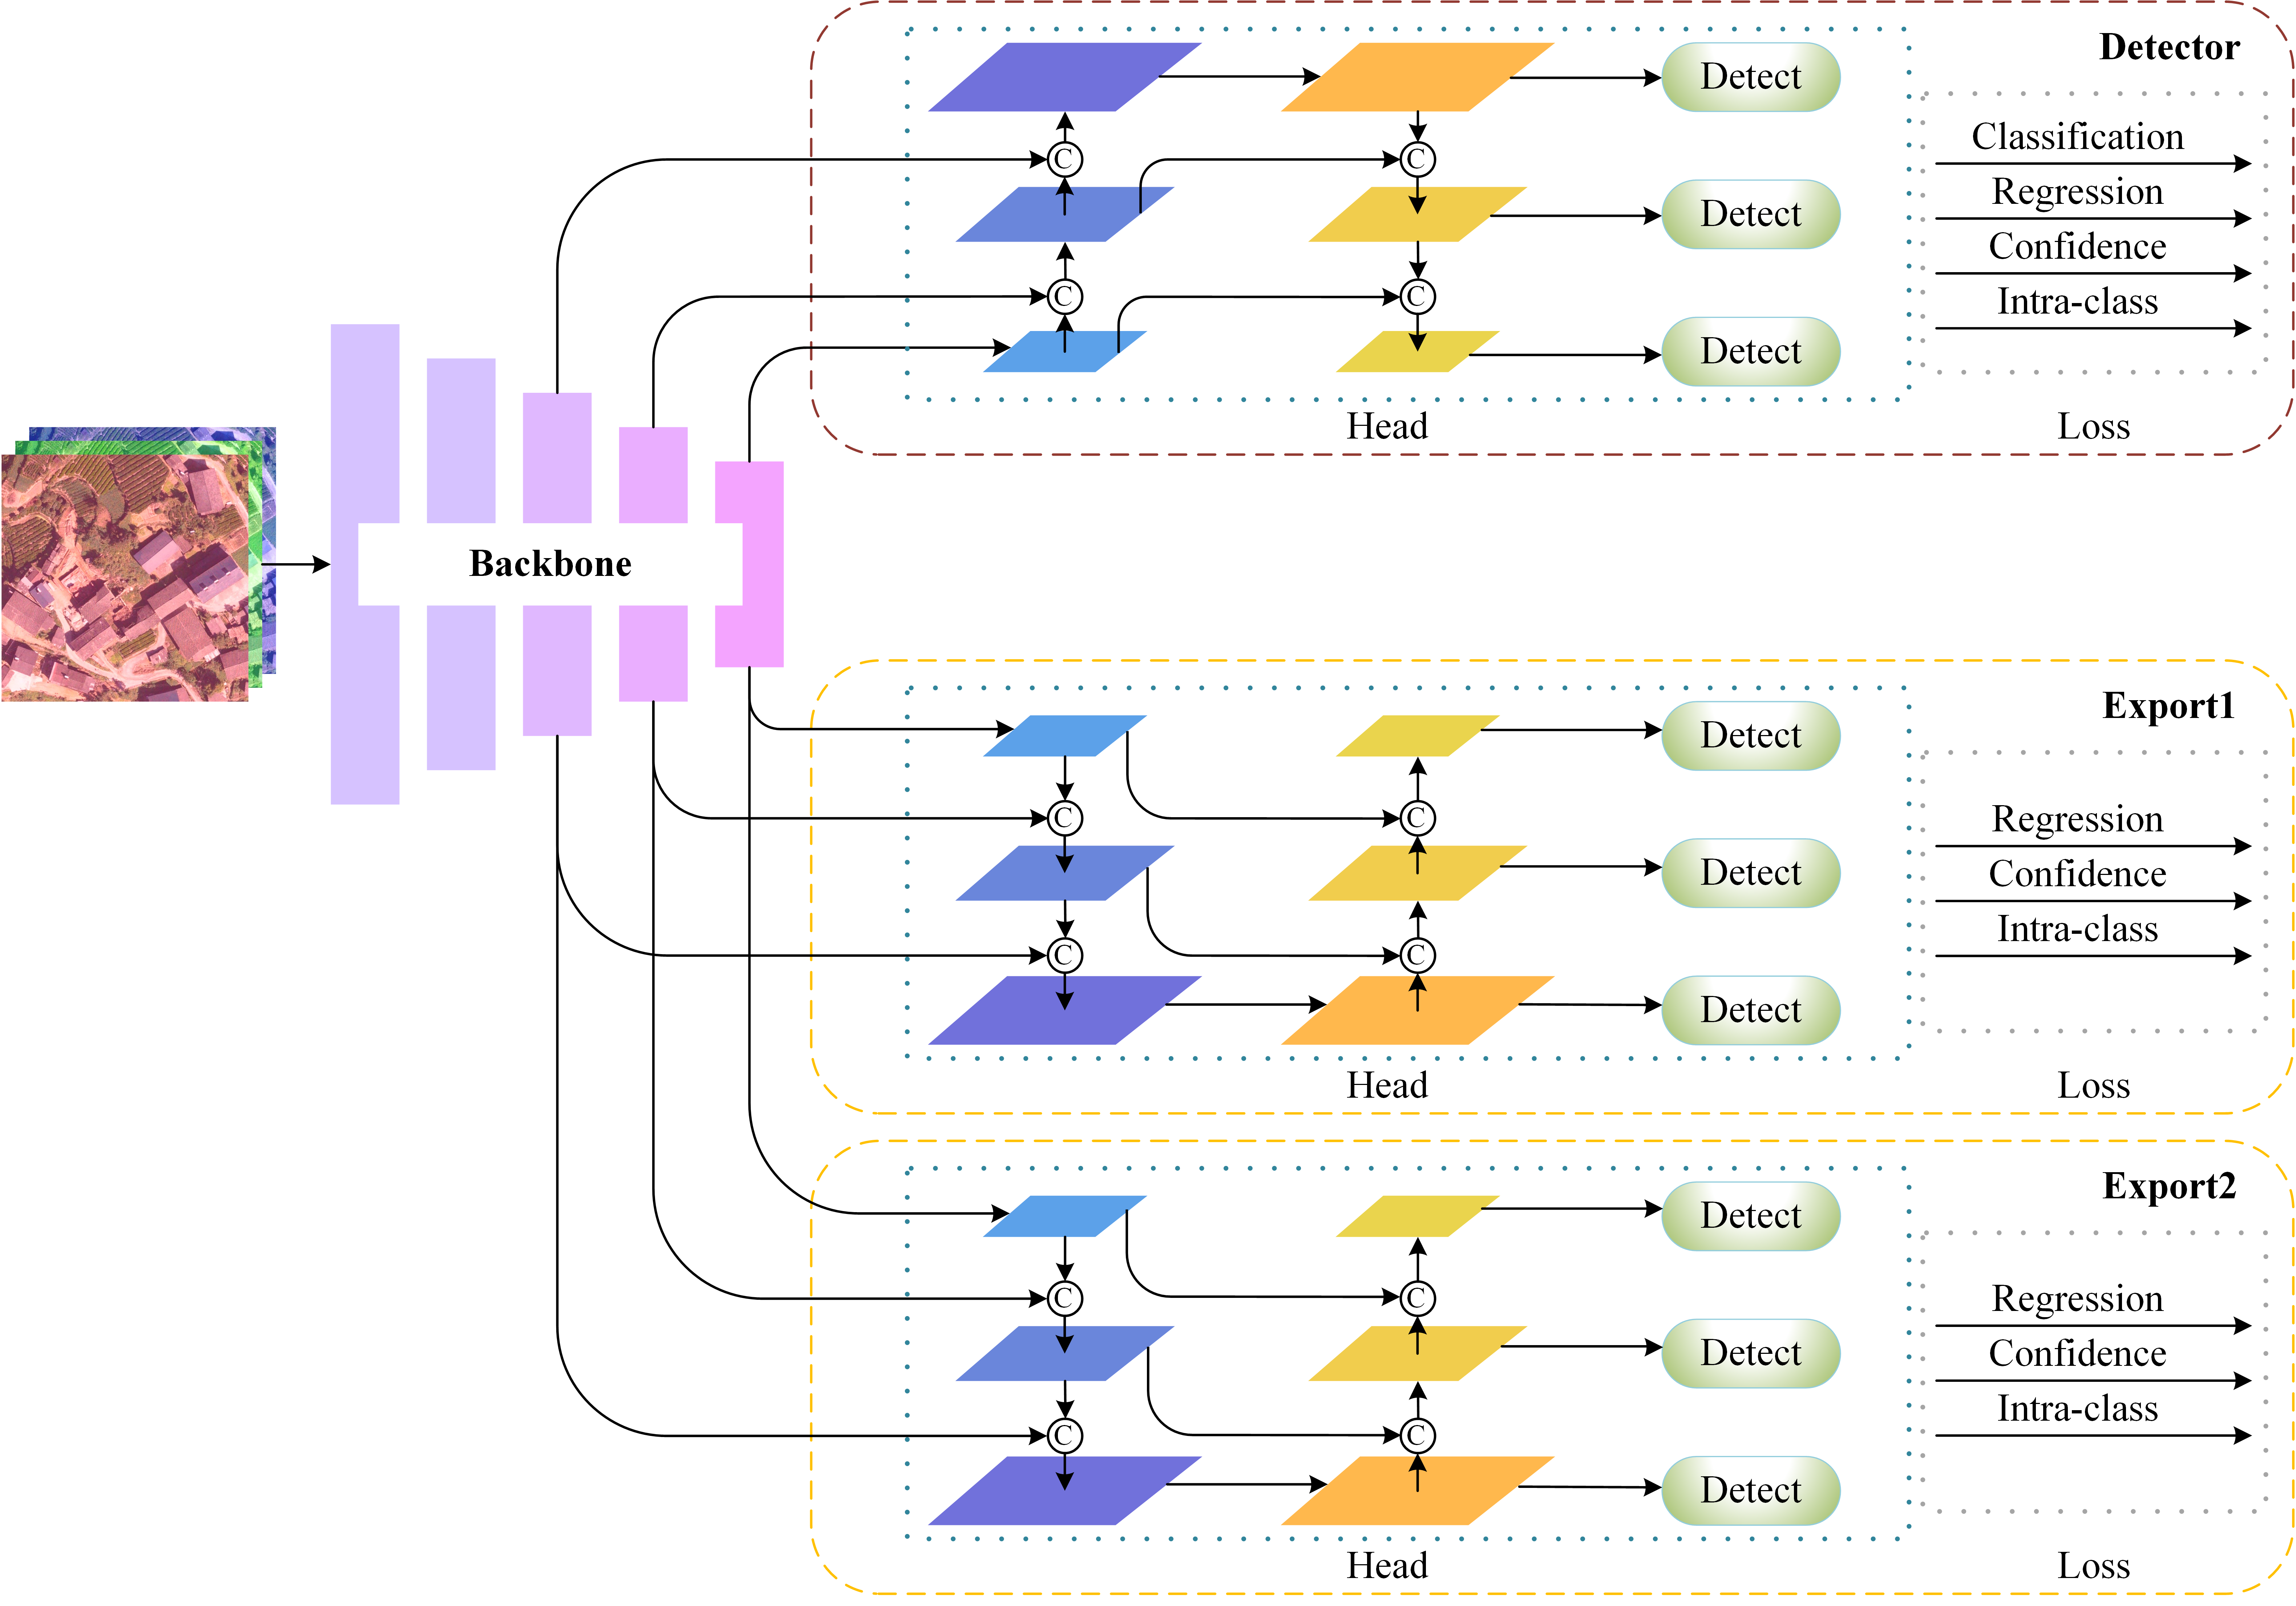 Detector
Detect
C
C
Classification
Regression
Detect
Confidence
C
C
Intra-class
Detect
Head
Loss
Backbone
Export1
Detect
C
C
Regression
Detect
Confidence
Intra-class
C
C
Detect
Head
Loss
Export2
Detect
C
C
Regression
Detect
Confidence
Intra-class
C
C
Detect
Head
Loss